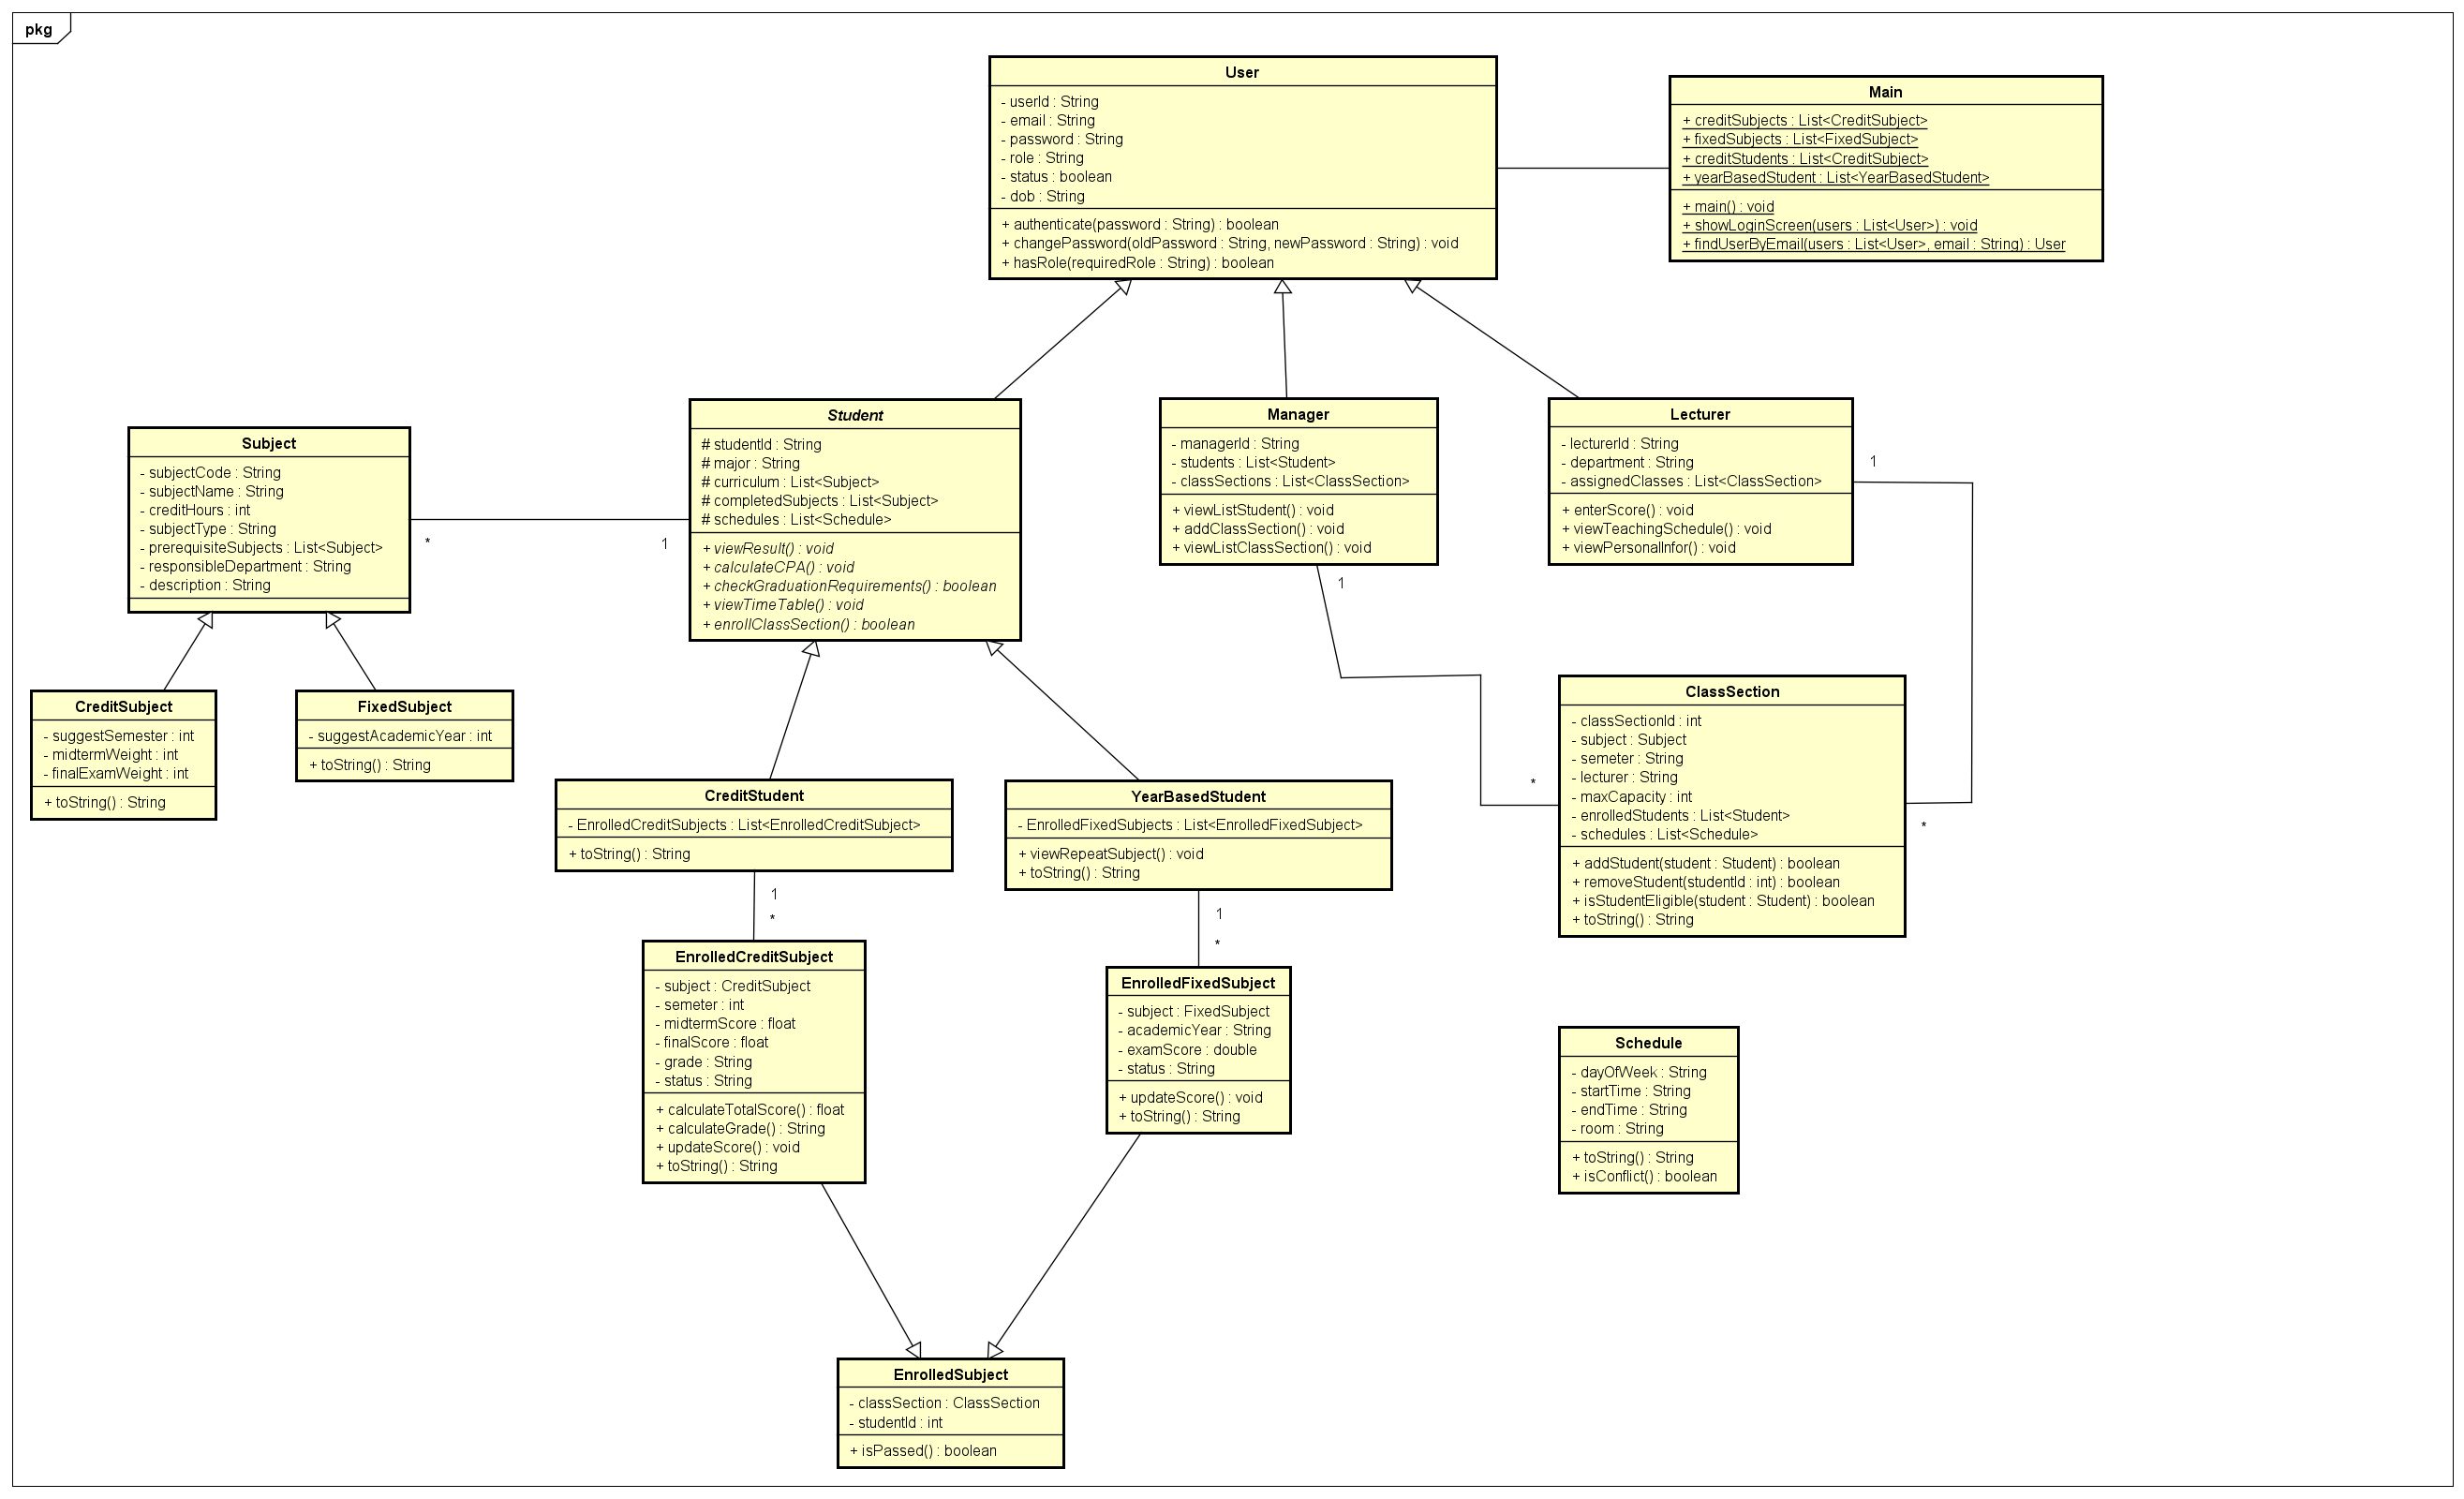 pkg
User
- userId : String
- email : String
- password : String
- role : String
- status : boolean
- dob : String
+ authenticate(password : String) : boolean
+ changePassword(oldPassword : String, newPassword : String) : void
+ hasRole(requiredRole : String) : boolean
Main
+ creditSubjects : List<CreditSubject>
+ fixedSubjects : List<FixedSubject>
+ creditStudents : List<CreditSubject>
+ yearBasedStudent : List<YearBasedStudent>
+ main() : void
+ showLoginScreen(users : List<User>) : void
+ findUserByEmail(users : List<User>, email : String) : User
Subject
- subjectCode : String
- subjectName : String
- creditHours : int
- subjectType : String
- prerequisiteSubjects : List<Subject>
- responsibleDepartment : String
- description : String
*
1
Student
# studentId : String
# major : String
# curriculum : List<Subject>
# completedSubjects : List<Subject>
# schedules : List<Schedule>
+ viewResult() : void
+ calculateCPA() : void
+ checkGraduationRequirements() : boolean
+ viewTimeTable() : void
+ enrollClassSection() : boolean
Manager
- managerId : String
- students : List<Student>
- classSections : List<ClassSection>
+ viewListStudent() : void
+ addClassSection() : void
+ viewListClassSection() : void
1
*
Lecturer
- lecturerId : String
- department : String
- assignedClasses : List<ClassSection>
+ enterScore() : void
+ viewTeachingSchedule() : void
+ viewPersonalInfor() : void
1
*
CreditSubject
- suggestSemester : int
- midtermWeight : int
- finalExamWeight : int
+ toString() : String
FixedSubject
- suggestAcademicYear : int
+ toString() : String
CreditStudent
- EnrolledCreditSubjects : List<EnrolledCreditSubject>
+ toString() : String
1
*
YearBasedStudent
- EnrolledFixedSubjects : List<EnrolledFixedSubject>
+ viewRepeatSubject() : void
+ toString() : String
1
*
ClassSection
- classSectionId : int
- subject : Subject
- semeter : String
- lecturer : String
- maxCapacity : int
- enrolledStudents : List<Student>
- schedules : List<Schedule>
+ addStudent(student : Student) : boolean
+ removeStudent(studentId : int) : boolean
+ isStudentEligible(student : Student) : boolean
+ toString() : String
EnrolledCreditSubject
- subject : CreditSubject
- semeter : int
- midtermScore : float
- finalScore : float
- grade : String
- status : String
+ calculateTotalScore() : float
+ calculateGrade() : String
+ updateScore() : void
+ toString() : String
EnrolledFixedSubject
- subject : FixedSubject
- academicYear : String
- examScore : double
- status : String
+ updateScore() : void
+ toString() : String
Schedule
- dayOfWeek : String
- startTime : String
- endTime : String
- room : String
+ toString() : String
+ isConflict() : boolean
EnrolledSubject
- classSection : ClassSection
- studentId : int
+ isPassed() : boolean